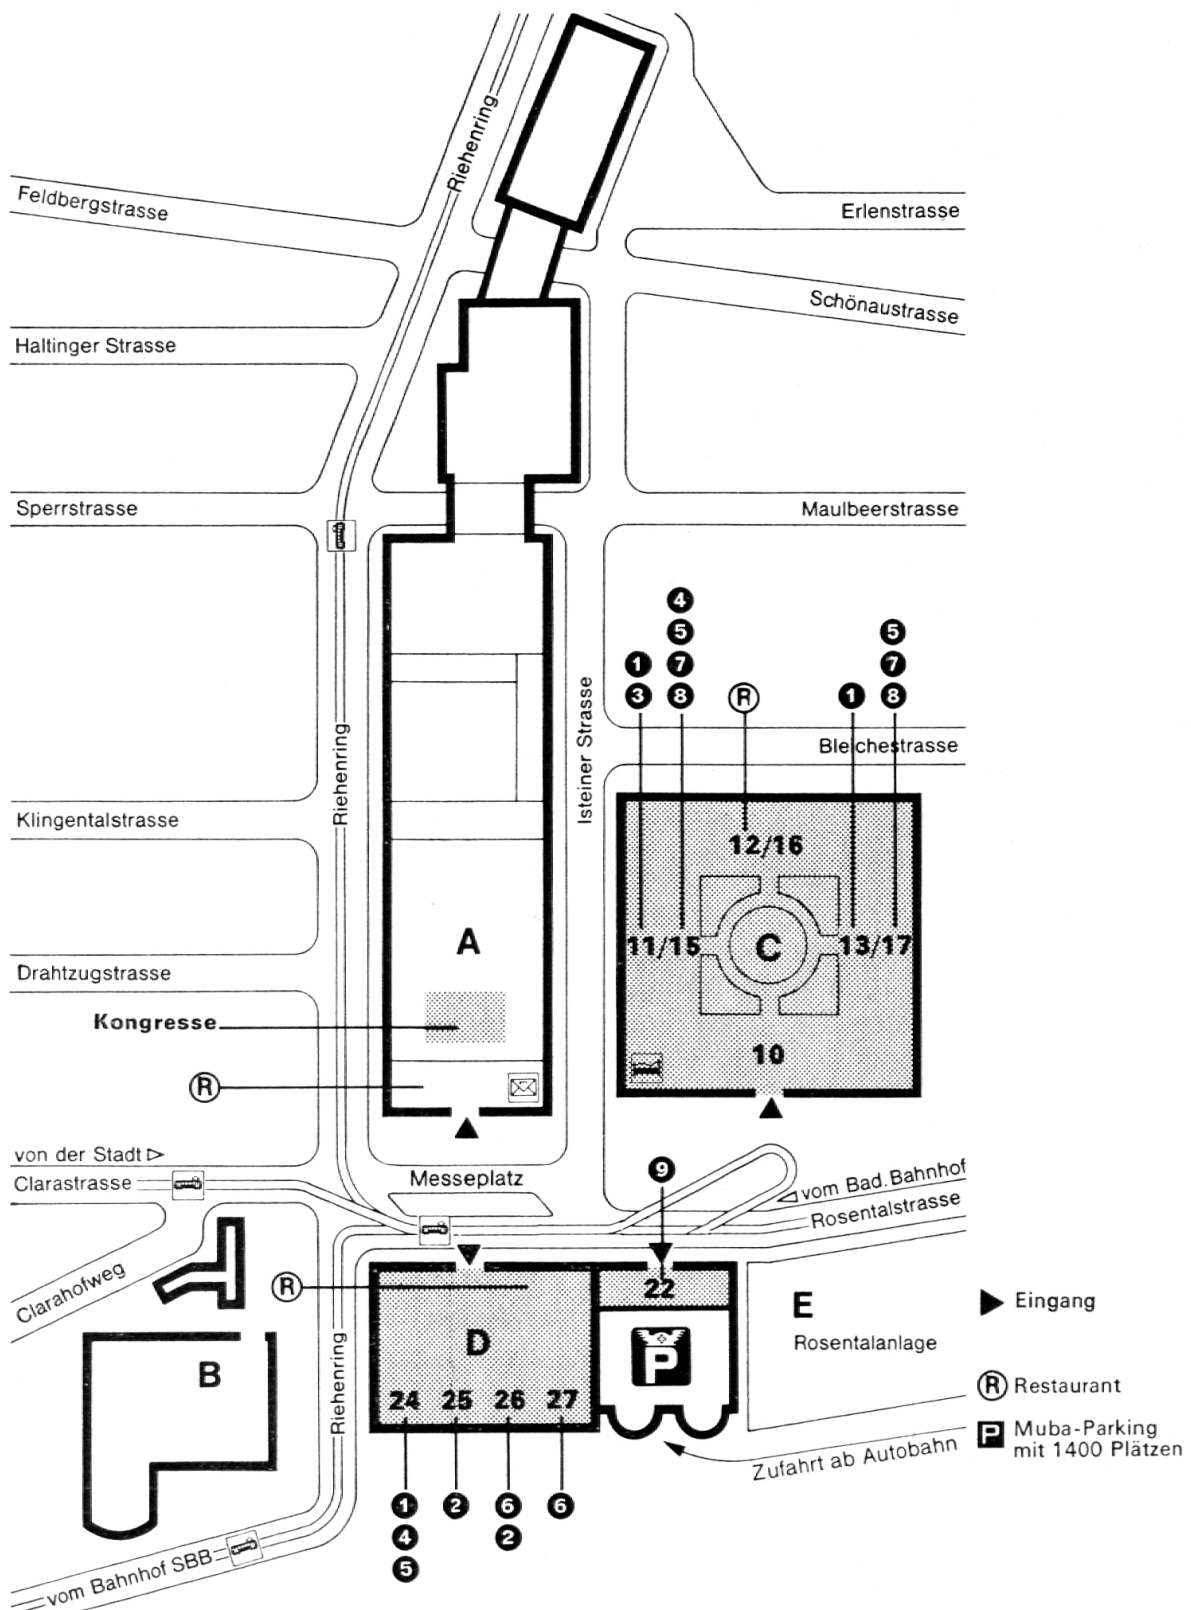 Riehenring
Feldbergstrasse
Erlenstrasse
Schönaustrasse
Haltinger Strasse
Sperrstrasse
Maulbeerstrasse
4
5
1
7
3
8
R
5
7
1
8
Isteiner Strasse
Riehenring
Bleichestrasse
Klingentalstrasse
12/16
A
11/15
C
13/17
Drahtzugstrasse
Kongresse
10
R
von der Stadt
Clarastrasse
Messeplatz
9
vom Bad. Bahnhof
Rosentalstrasse
Clarahofweg
R
22
E
Rosentalanlage
Eingang
D
P
B
Riehenring
24
25
26
27
R Restaurant
P Muba-Parking
mit 1400 Plätzen
Zufahrt ab Autobahn
1
4
5
2
6
2
6
vom Bahnhof SBB